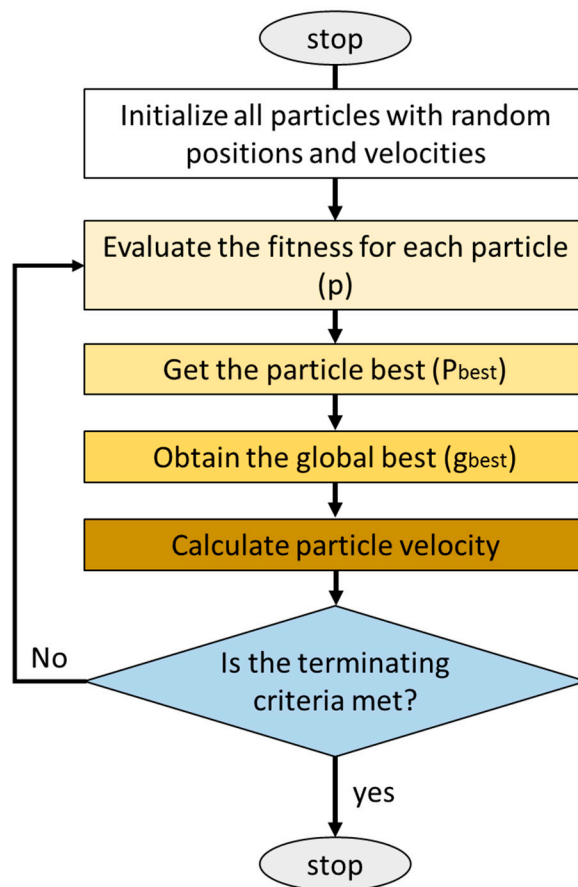 stop
Initialize all particles with random
positions and velocities
Evaluate the fitness for each particle
(p)
Get the particle best (Pbest)
Obtain the global best (gbest)
Calculate particle velocity
No
Is the terminating
criteria met?
yes
stop